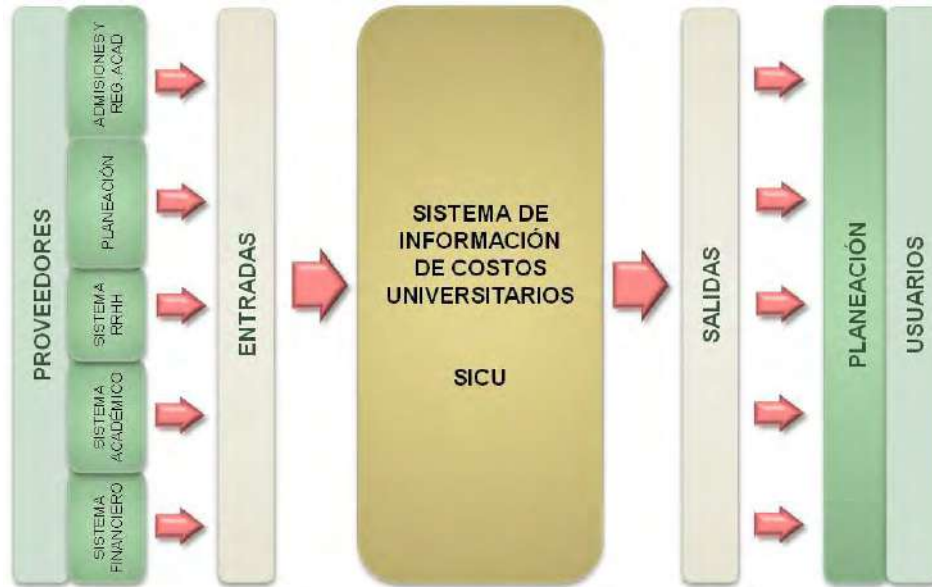 PROVEEDORES
ADMISIONES Y
REG. ACAD
PLANEACIÓN
SISTEMA
RRHH
SISTEMA
ACADÉMICO
SISTEMA
FINANCIERO
ENTRADAS
SISTEMA DE
INFORMACIÓN
DE COSTOS
UNIVERSITARIOS
SICU
SALIDAS
PLANEACIÓN
USUARIOS